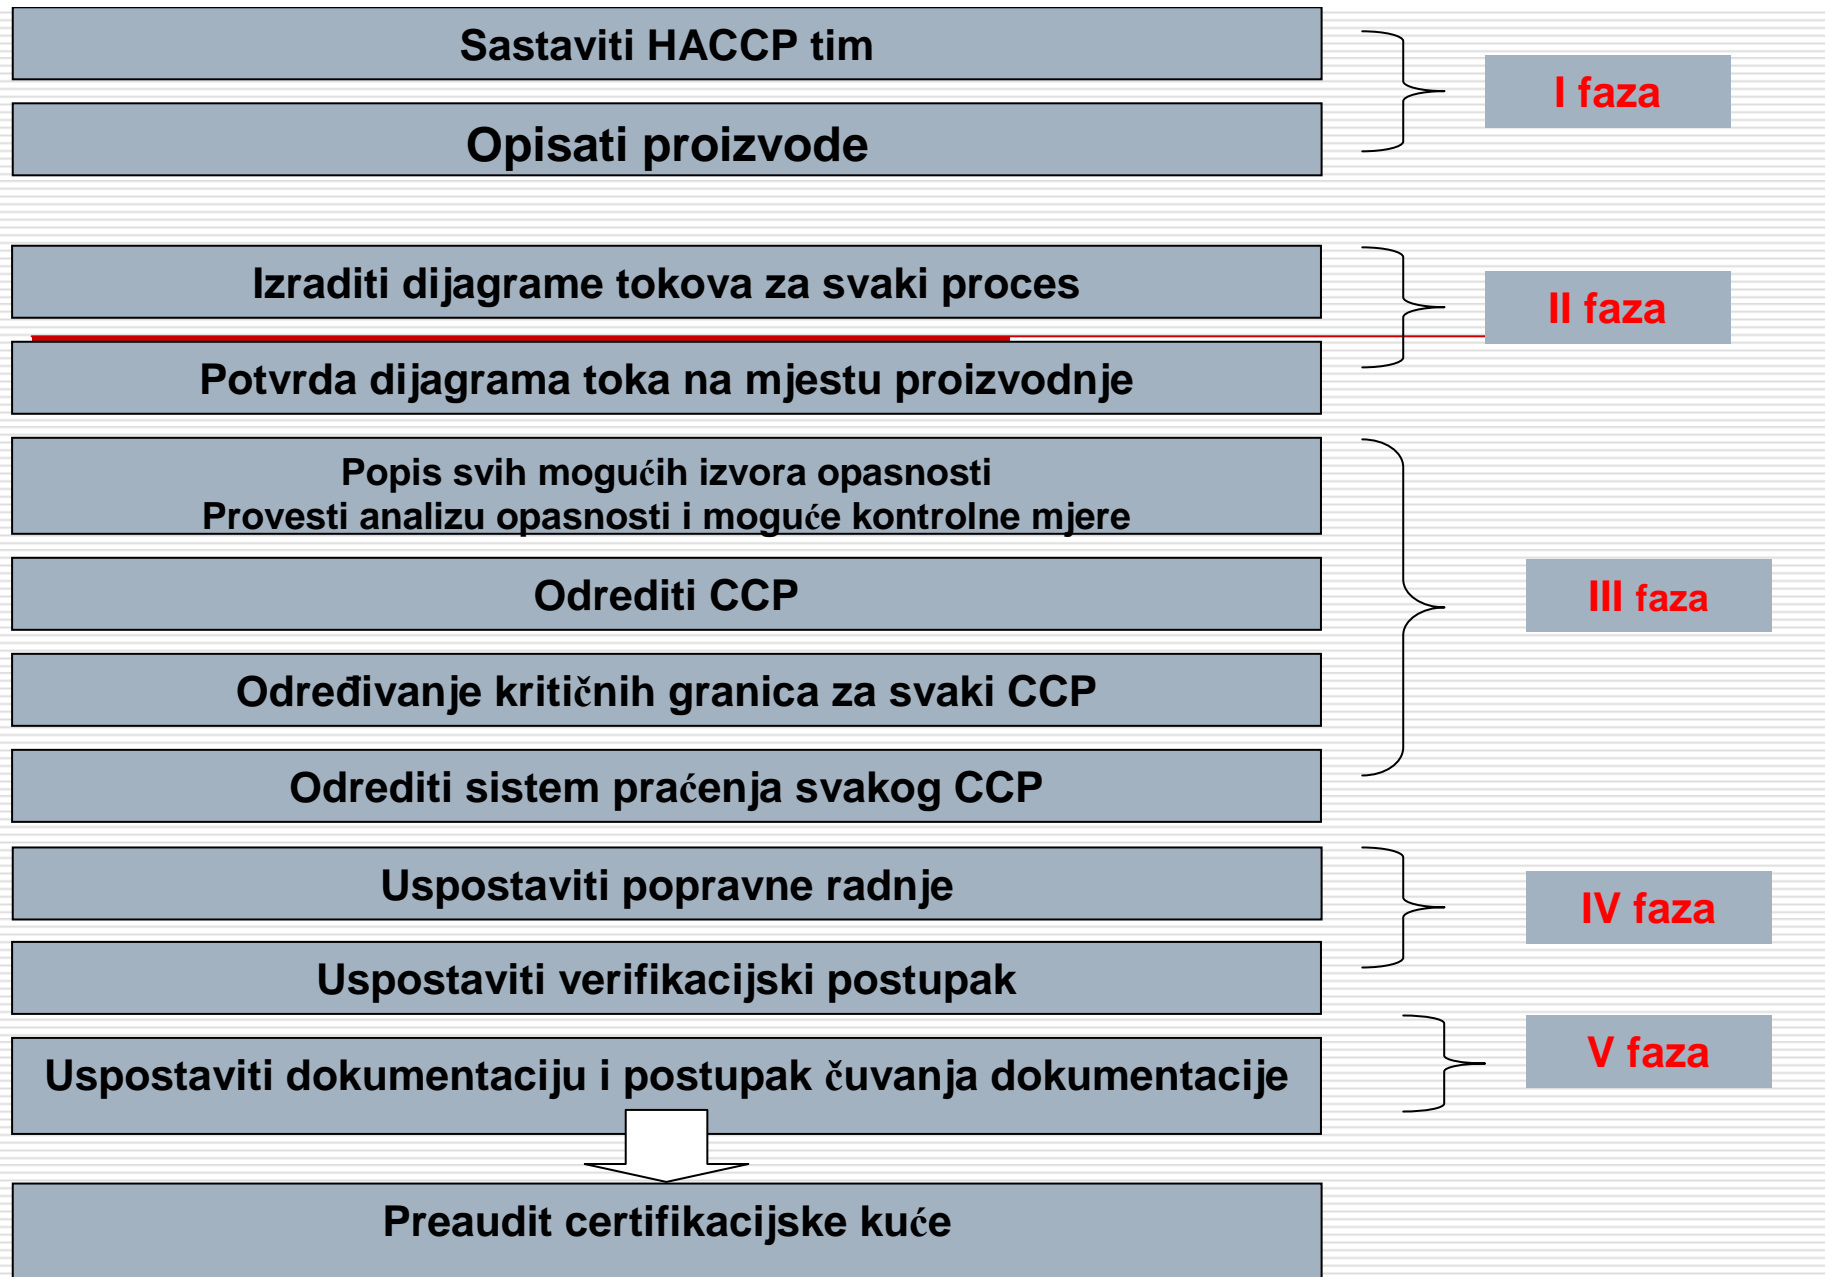 Sastaviti HACCP tim
I faza
Opisati proizvode
Izraditi dijagrame tokova za svaki proces
II faza
Potvrda dijagrama toka na mjestu proizvodnje
Popis svih mogućih izvora opasnosti
Provesti analizu opasnosti i moguće kontrolne mjere
Odrediti CCP
III faza
Određivanje kritičnih granica za svaki CCP
Odrediti sistem praćenja svakog CCP
Uspostaviti popravne radnje
IV faza
Uspostaviti verifikacijski postupak
V faza
Uspostaviti dokumentaciju i postupak čuvanja dokumentacije
Preaudit certifikacijske kuće